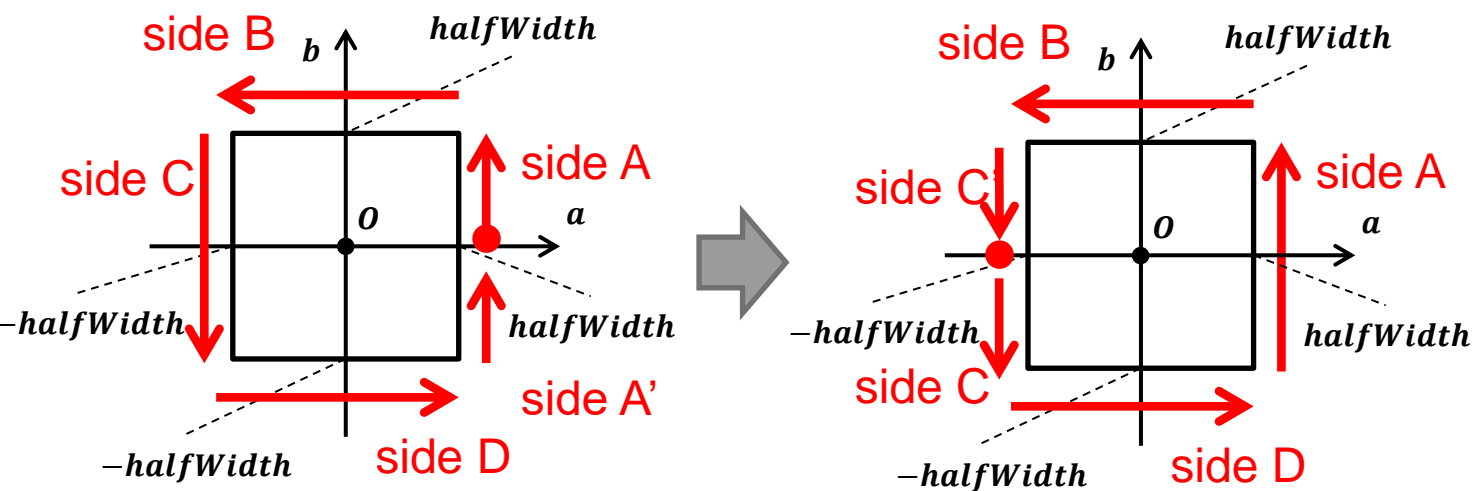 side B
b
halfWidth
side C
side A
O
a
−halfWidth
halfWidth
side A’
−halfWidth
side D
side B
b
halfWidth
side C’
side A
O
a
−halfWidth
halfWidth
side C
−halfWidth
side D